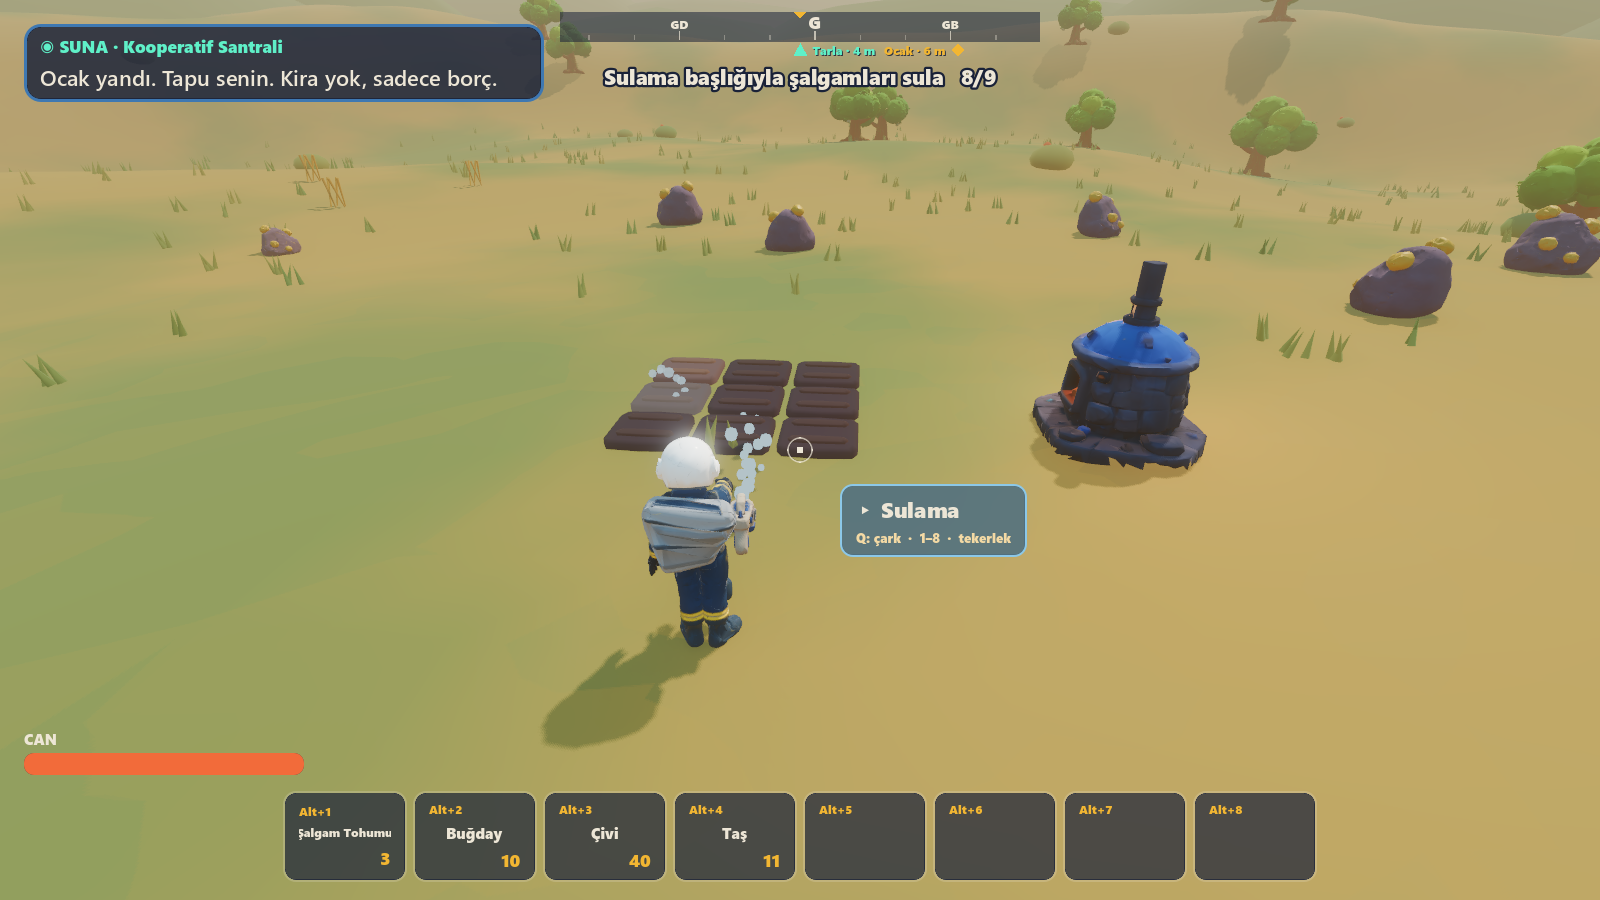 GD
G
GB
◉ SUNA · Kooperatif Santrali
Ocak yandı. Tapu senin. Kira yok, sadece borç.
Tarla · 4 m
Ocak · 6 m
Sulama başlığıyla şalgamları sula 8/9
Sulama
Q: çark · 1–8 · tekerlek
CAN
Alt+1
Şalgam Tohumu
3
Alt+2
Buğday
10
Alt+3
Çivi
40
Alt+4
Taş
11
Alt+5
Alt+6
Alt+7
Alt+8